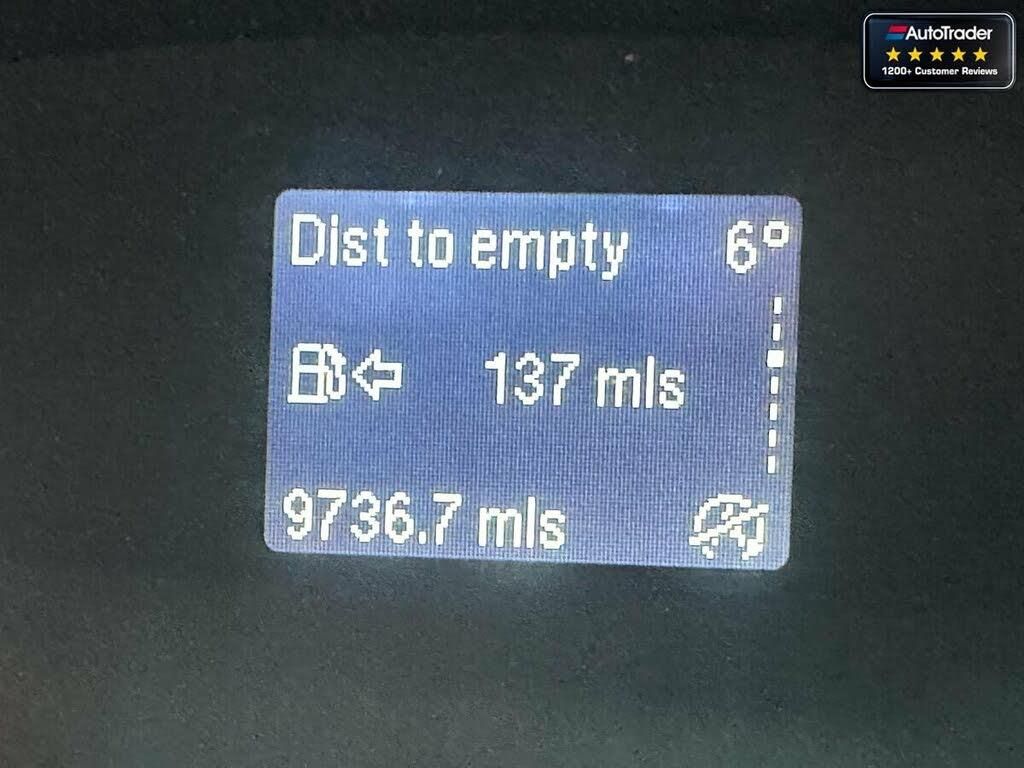 AutoTrader
1200+ Customer Reviews
Dist to empty 6°
137 mls
9736.7 mls